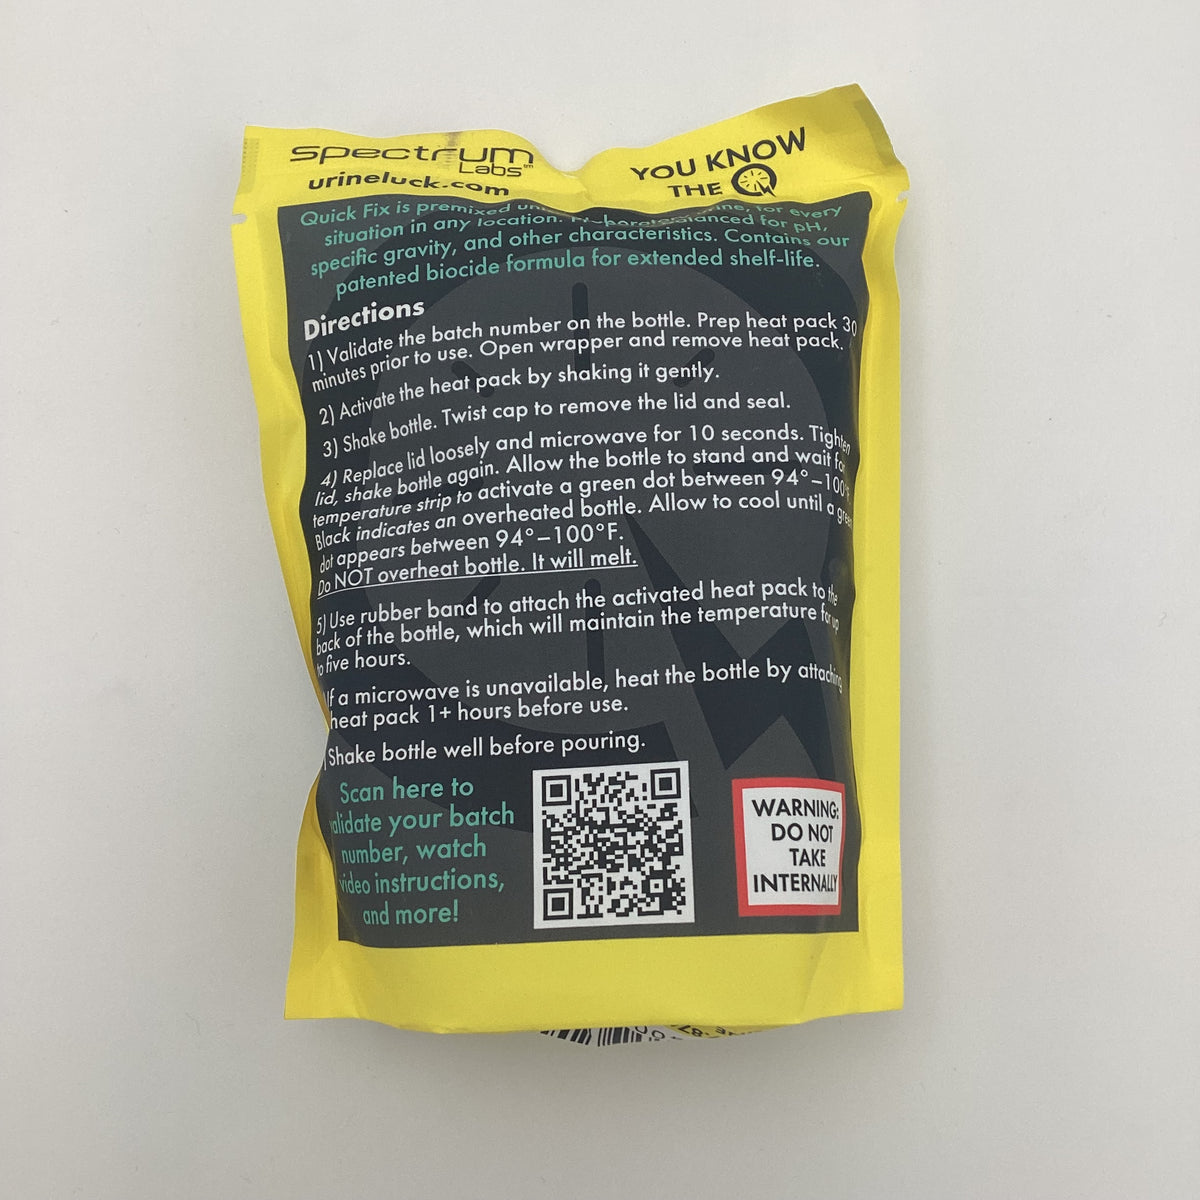 spectrum
Labs℠
urineluck.com
YOU KNOW
THE Q
Quick Fix is premixed for every
situation in any location. for pH,
specific gravity, and other characteristics. Contains our
patented biocide formula for extended shelf-life.
Directions
1) Validate the batch number on the bottle. Prep heat pack 30
minutes prior to use. Open wrapper and remove heat pack.
2) Activate the heat pack by shaking it gently.
3) Shake bottle. Twist cap to remove the lid and seal.
4) Replace lid loosely and microwave for 10 seconds. Tighten
lid, shake bottle again. Allow the bottle to stand and wait for
temperature strip to activate a green dot between 94°–100°F.
Black indicates an overheated bottle. Allow to cool until a green
dot appears between 94°–100°F.
Do NOT overheat bottle. It will melt.
5) Use rubber band to attach the activated heat pack to the
back of the bottle, which will maintain the temperature for up
to five hours.
If a microwave is unavailable, heat the bottle by attaching
heat pack 1+ hours before use.
Shake bottle well before pouring.
Scan here to
validate your batch
number, watch
video instructions,
and more!
WARNING:
DO NOT
TAKE
INTERNALLY